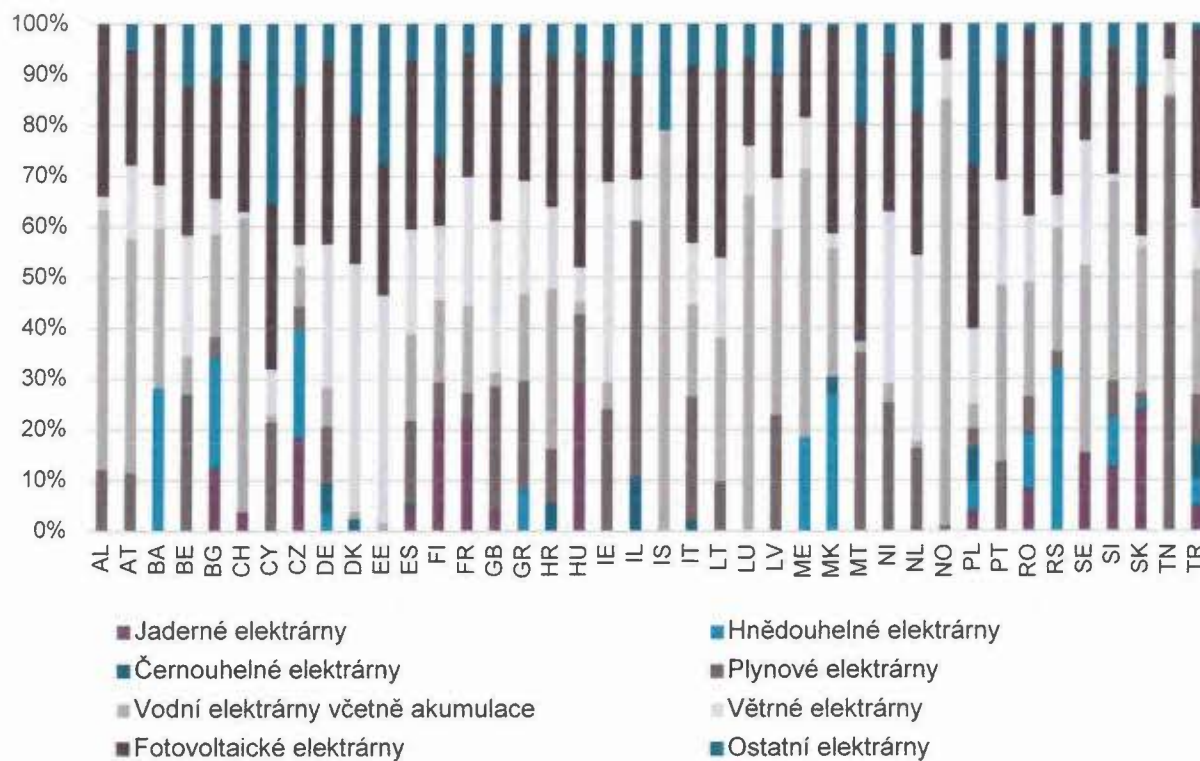 100%
90%
80%
70%
60%
50%
40%
30%
20%
10%
0%
AL AT BA BE BG CH CY CZ DE DK EE ES FI FR GB GR HR HU IE IL IS IT LT LU LV ME MK MT NI NL NO PL PT RO RS SE SI SK TN TR
Jaderné elektrárny Hnědouhelné elektrárny
Černouhelné elektrárny Plynové elektrárny
Vodní elektrárny včetně akumulace Větrné elektrárny
Fotovoltaické elektrárny Ostatní elektrárny